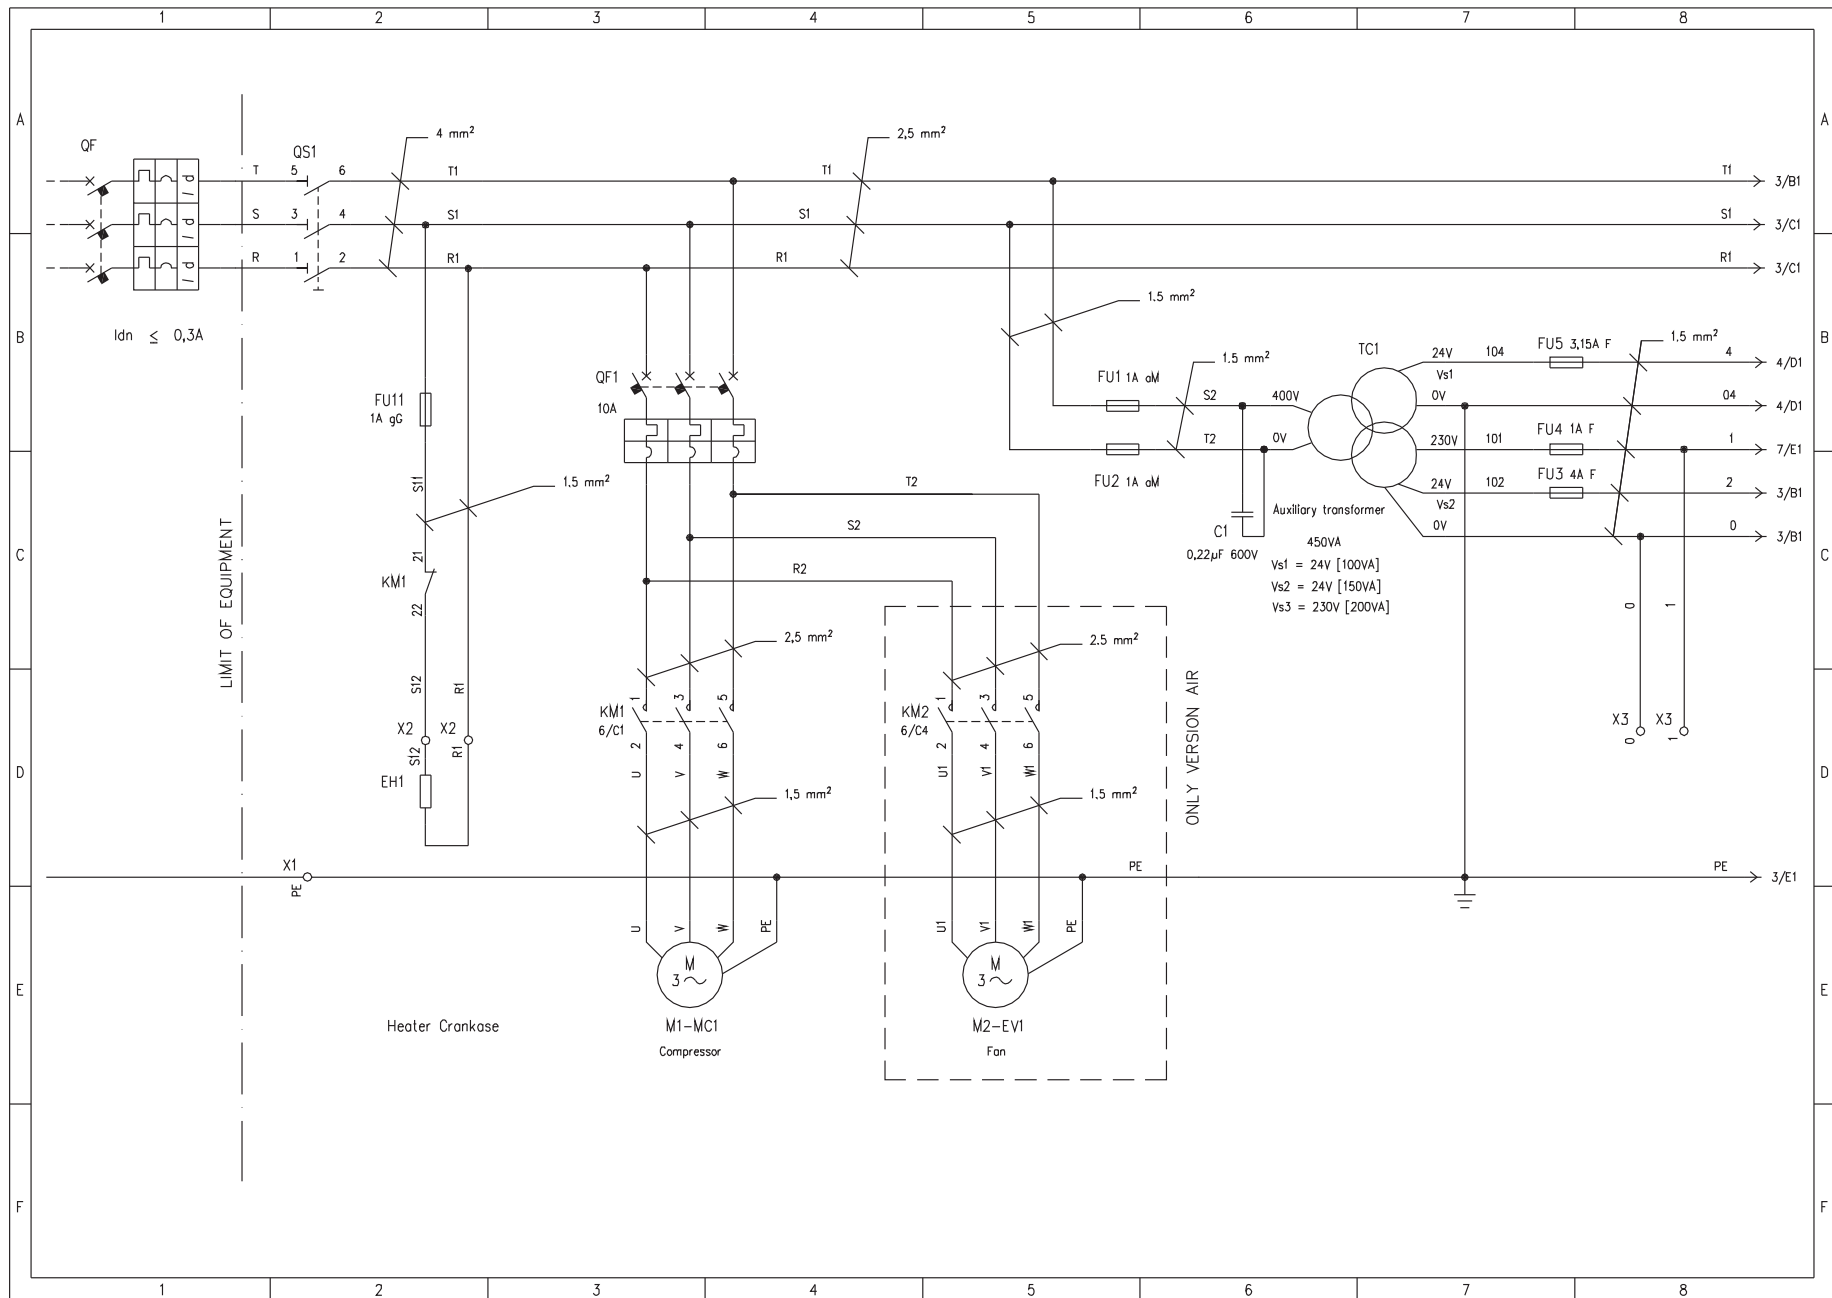 1 2 3 4 5 6 7 8
A A
4 mm² 2,5 mm²
QF QS1
T 5 6 T1 T1 T1 3/B1
S 3 4 S1 S1 S1 3/C1
R 1 2 R1 R1 R1 3/C1
1.5 mm²
Idn ≤ 0,3A
B B
1.5 mm²
1.5 mm²
TC1
FU5 3,15A F
24V 104 4 4/D1
Vs1
QF1
10A
FU1 1A aM
FU11
1A gG
S2 400V 0V 04 4/D1
FU4 1A F
T2 0V 230V 101 1 7/E1
FU2 1A aM
FU3 4A F
24V 102 2 3/B1
Vs2
0V 0 3/B1
S11
1.5 mm²
T2
S2
R2
C1
0,22µF 600V
Auxiliary transformer
450VA
Vs1 = 24V [100VA]
Vs2 = 24V [150VA]
Vs3 = 230V [200VA]
C C
LIMIT OF EQUIPMENT
21
KM1
22
0 1
2,5 mm²
2.5 mm²
S12 R1
ONLY VERSION AIR
1 3 5
KM1
6/C1
2 4 6
1 3 5
KM2
6/C4
2 4 6
X2 X2
S12 R1
X3 X3
0 1
D D
EH1
U V W
U1 V1 W1
1,5 mm²
1.5 mm²
X1
PE
PE PE 3/E1
U V W PE
U1 V1 W1 PE
M
3
M
3
E E
Heater Crankase
M1-MC1
Compressor
M2-EV1
Fan
F F
1 2 3 4 5 6 7 8